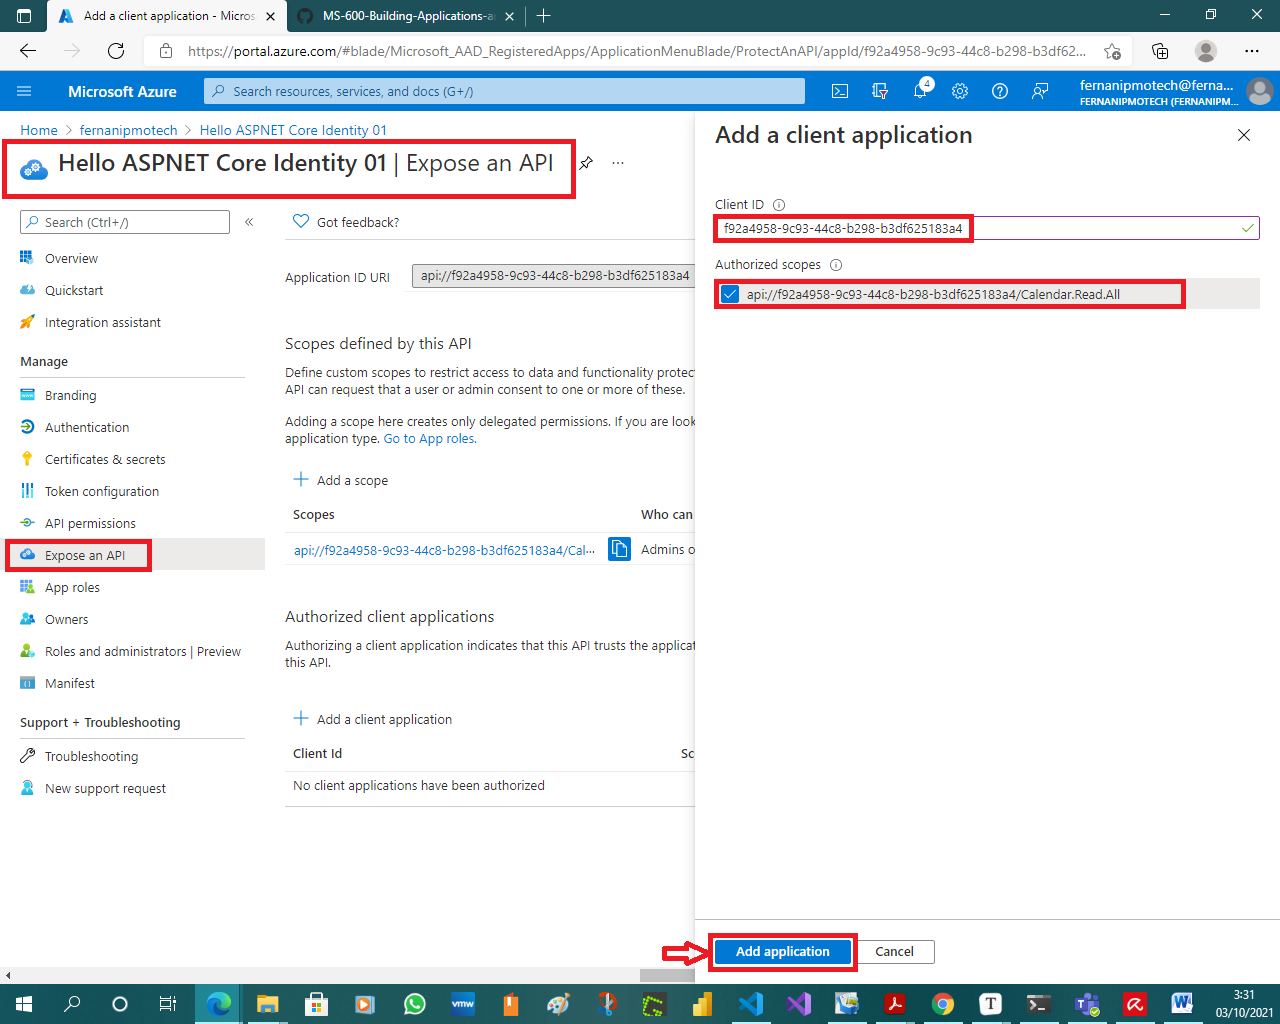 Add a client application - Micros
MS-600-Building-Applications-a
https://portal.azure.com/#blade/Microsoft_AAD_RegisteredApps/ApplicationMenuBlade/ProtectAnAPI/appId/f92a4958-9c93-44c8-b298-b3df62...
Microsoft Azure
Search resources, services, and docs (G+/)
4
fernanipmotech@ferna...
FERNANIPMOTECH (FERNANIPM...
Home > fernanipmotech > Hello ASPNET Core Identity 01
Hello ASPNET Core Identity 01 | Expose an API
Search (Ctrl+/)
Overview
Quickstart
Integration assistant
Manage
Branding
Authentication
Certificates & secrets
Token configuration
API permissions
Expose an API
App roles
Owners
Roles and administrators | Preview
Manifest
Support + Troubleshooting
Troubleshooting
New support request
Got feedback?
Application ID URI
api://f92a4958-9c93-44c8-b298-b3df625183a4
Scopes defined by this API
Define custom scopes to restrict access to data and functionality protec
API can request that a user or admin consent to one or more of these.
Adding a scope here creates only delegated permissions. If you are look
application type. Go to App roles.
Add a scope
Scopes
Who can
api://f92a4958-9c93-44c8-b298-b3df625183a4/Cal...
Admins o
Authorized client applications
Authorizing a client application indicates that this API trusts the applicat
this API.
Add a client application
Client Id
Sc
No client applications have been authorized
Add a client application
Client ID
f92a4958-9c93-44c8-b298-b3df625183a4
Authorized scopes
api://f92a4958-9c93-44c8-b298-b3df625183a4/Calendar.Read.All
Add application
Cancel
vmw
T
3:31
03/10/2021